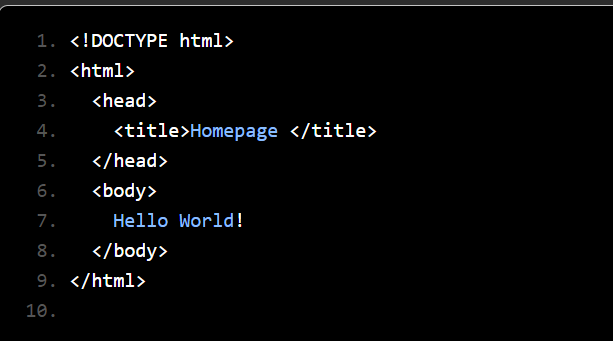 1. <!DOCTYPE html>
2. <html>
3.   <head>
4.     <title>Homepage </title>
5.   </head>
6.   <body>
7.     Hello World!
8.   </body>
9. </html>
10.